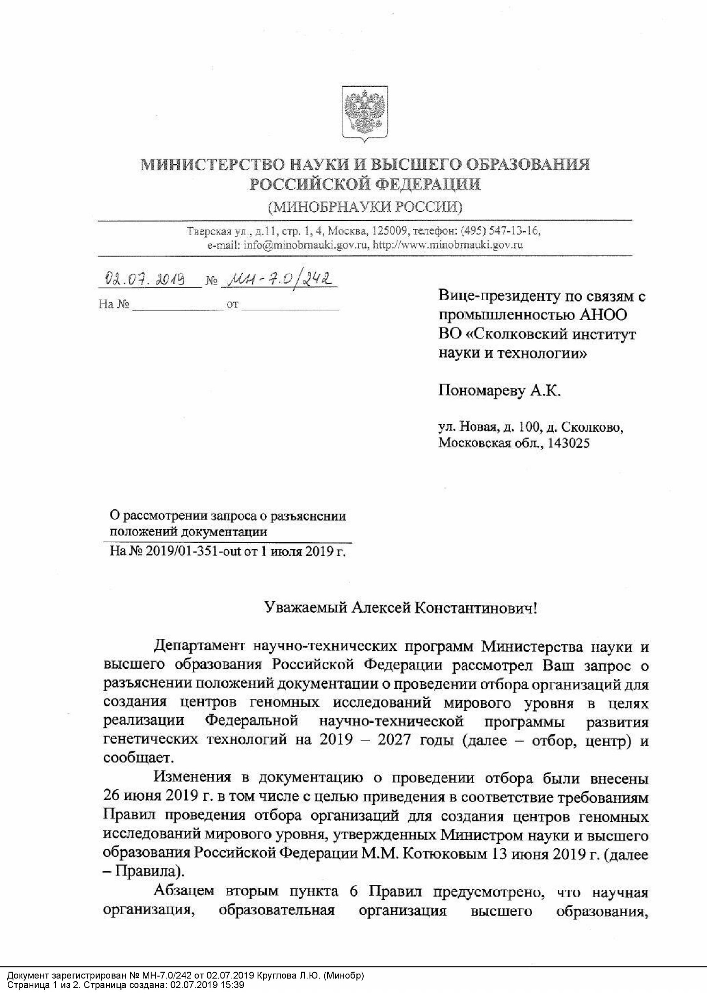 МИНИСТЕРСТВО НАУКИ И ВЫСШЕГО ОБРАЗОВАНИЯ
РОССИЙСКОЙ ФЕДЕРАЦИИ
(МИНОБРНАУКИ РОССИИ)
Тверская ул., д.11, стр. 1, 4, Москва, 125009, телефон: (495) 547-13-16,
e-mail: info@minobrnauki.gov.ru, http://www.minobrnauki.gov.ru
02.07.2019 № МН-7.0/242
На № ____ от ____
Вице-президенту по связям с
промышленностью АНОО
ВО «Сколковский институт
науки и технологии»
Пономареву А.К.
ул. Новая, д. 100, д. Сколково,
Московская обл., 143025
О рассмотрении запроса о разъяснении
положений документации
На № 2019/01-351-out от 1 июля 2019 г.
Уважаемый Алексей Константинович!
Департамент научно-технических программ Министерства науки и
высшего образования Российской Федерации рассмотрел Ваш запрос о
разъяснении положений документации о проведении отбора организаций для
создания центров геномных исследований мирового уровня в целях
реализации Федеральной научно-технической программы развития
генетических технологий на 2019 – 2027 годы (далее – отбор, центр) и
сообщает.
Изменения в документацию о проведении отбора были внесены
26 июня 2019 г. в том числе с целью приведения в соответствие требованиям
Правил проведения отбора организаций для создания центров геномных
исследований мирового уровня, утвержденных Министром науки и высшего
образования Российской Федерации М.М. Котюковым 13 июня 2019 г. (далее
– Правила).
Абзацем вторым пункта 6 Правил предусмотрено, что научная
организация, образовательная организация высшего образования,
Документ зарегистрирован № МН-7.0/242 от 02.07.2019 Круглова Л.Ю. (Минобр)
Страница 1 из 2. Страница создана: 02.07.2019 15:39